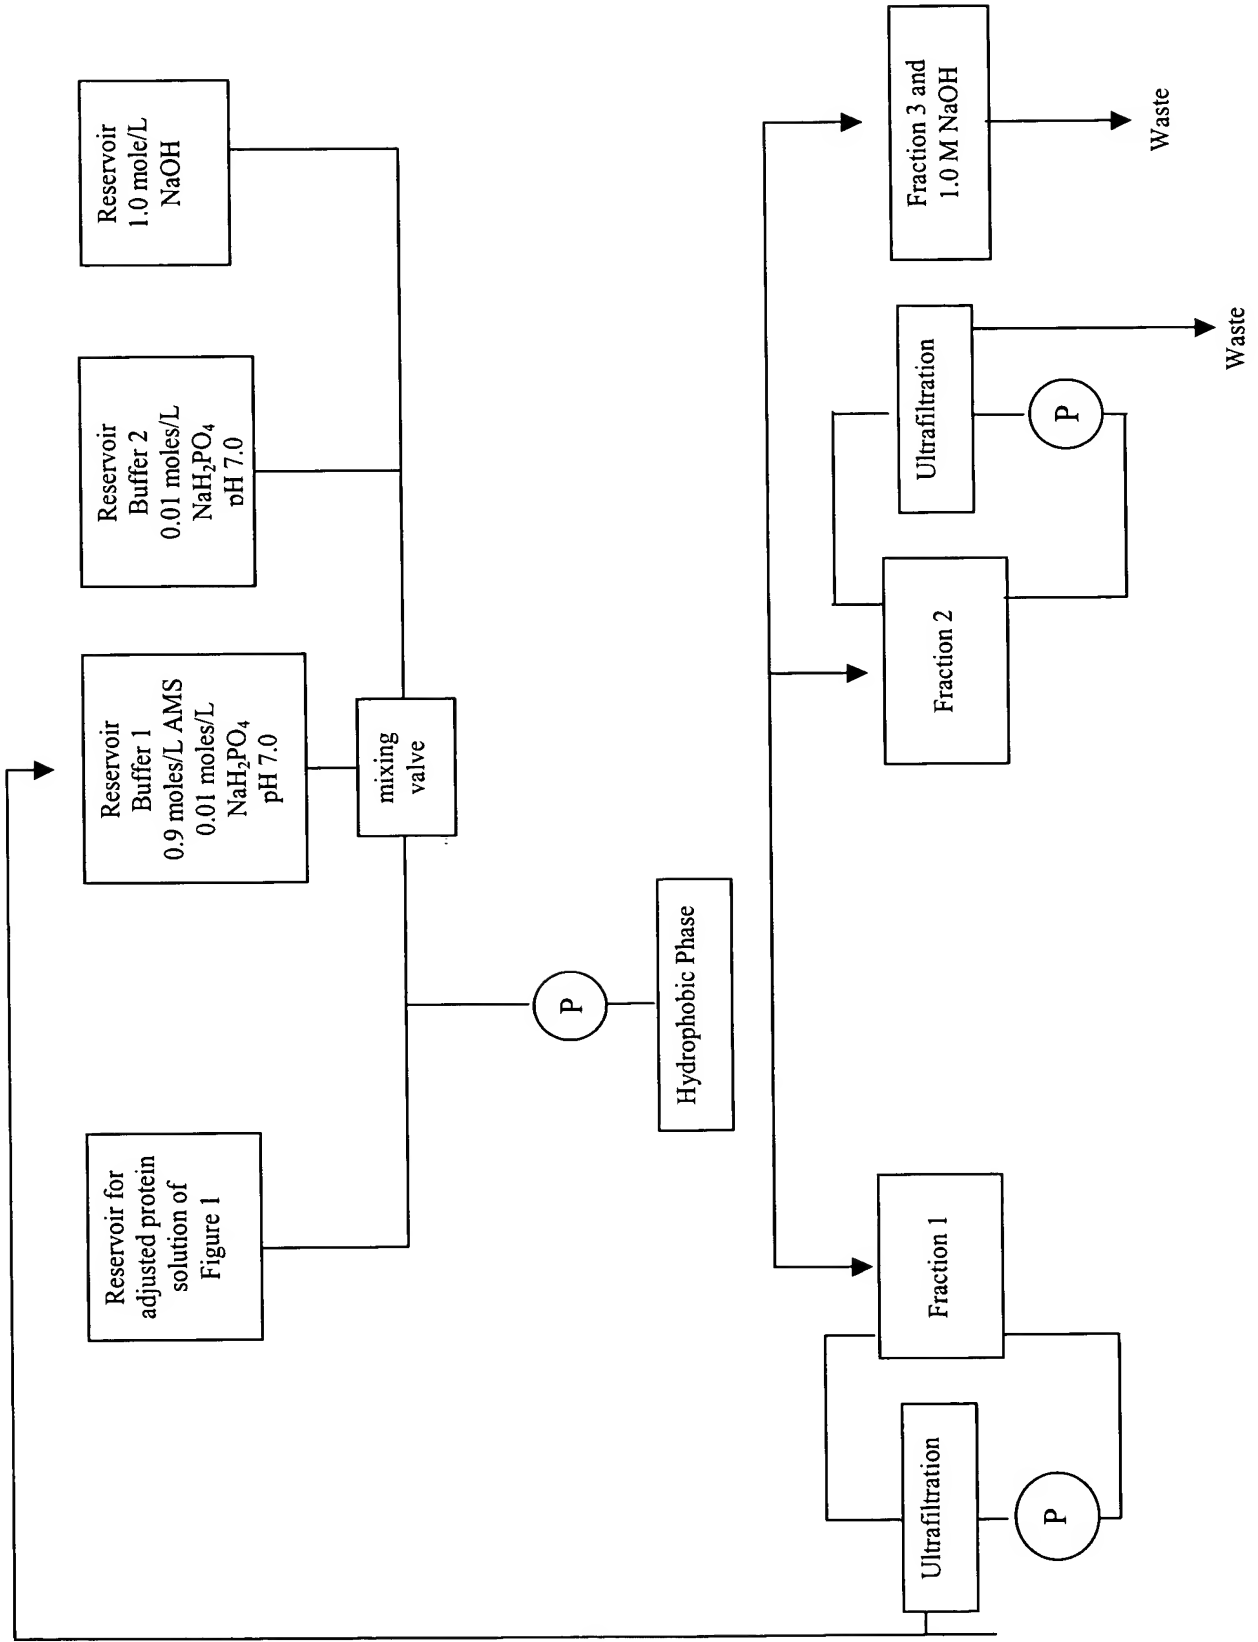 Reservoir for
adjusted protein
solution of
Figure 1
Reservoir
Buffer 1
0.9 moles/L AMS
0.01 moles/L
NaH₂PO₄
pH 7.0
Reservoir
Buffer 2
0.01 moles/L
NaH₂PO₄
pH 7.0
Reservoir
1.0 mole/L
NaOH
mixing
valve
P
Hydrophobic Phase
Ultrafiltration
P
Fraction 1
Fraction 2
Ultrafiltration
P
Waste
Fraction 3 and
1.0 M NaOH
Waste